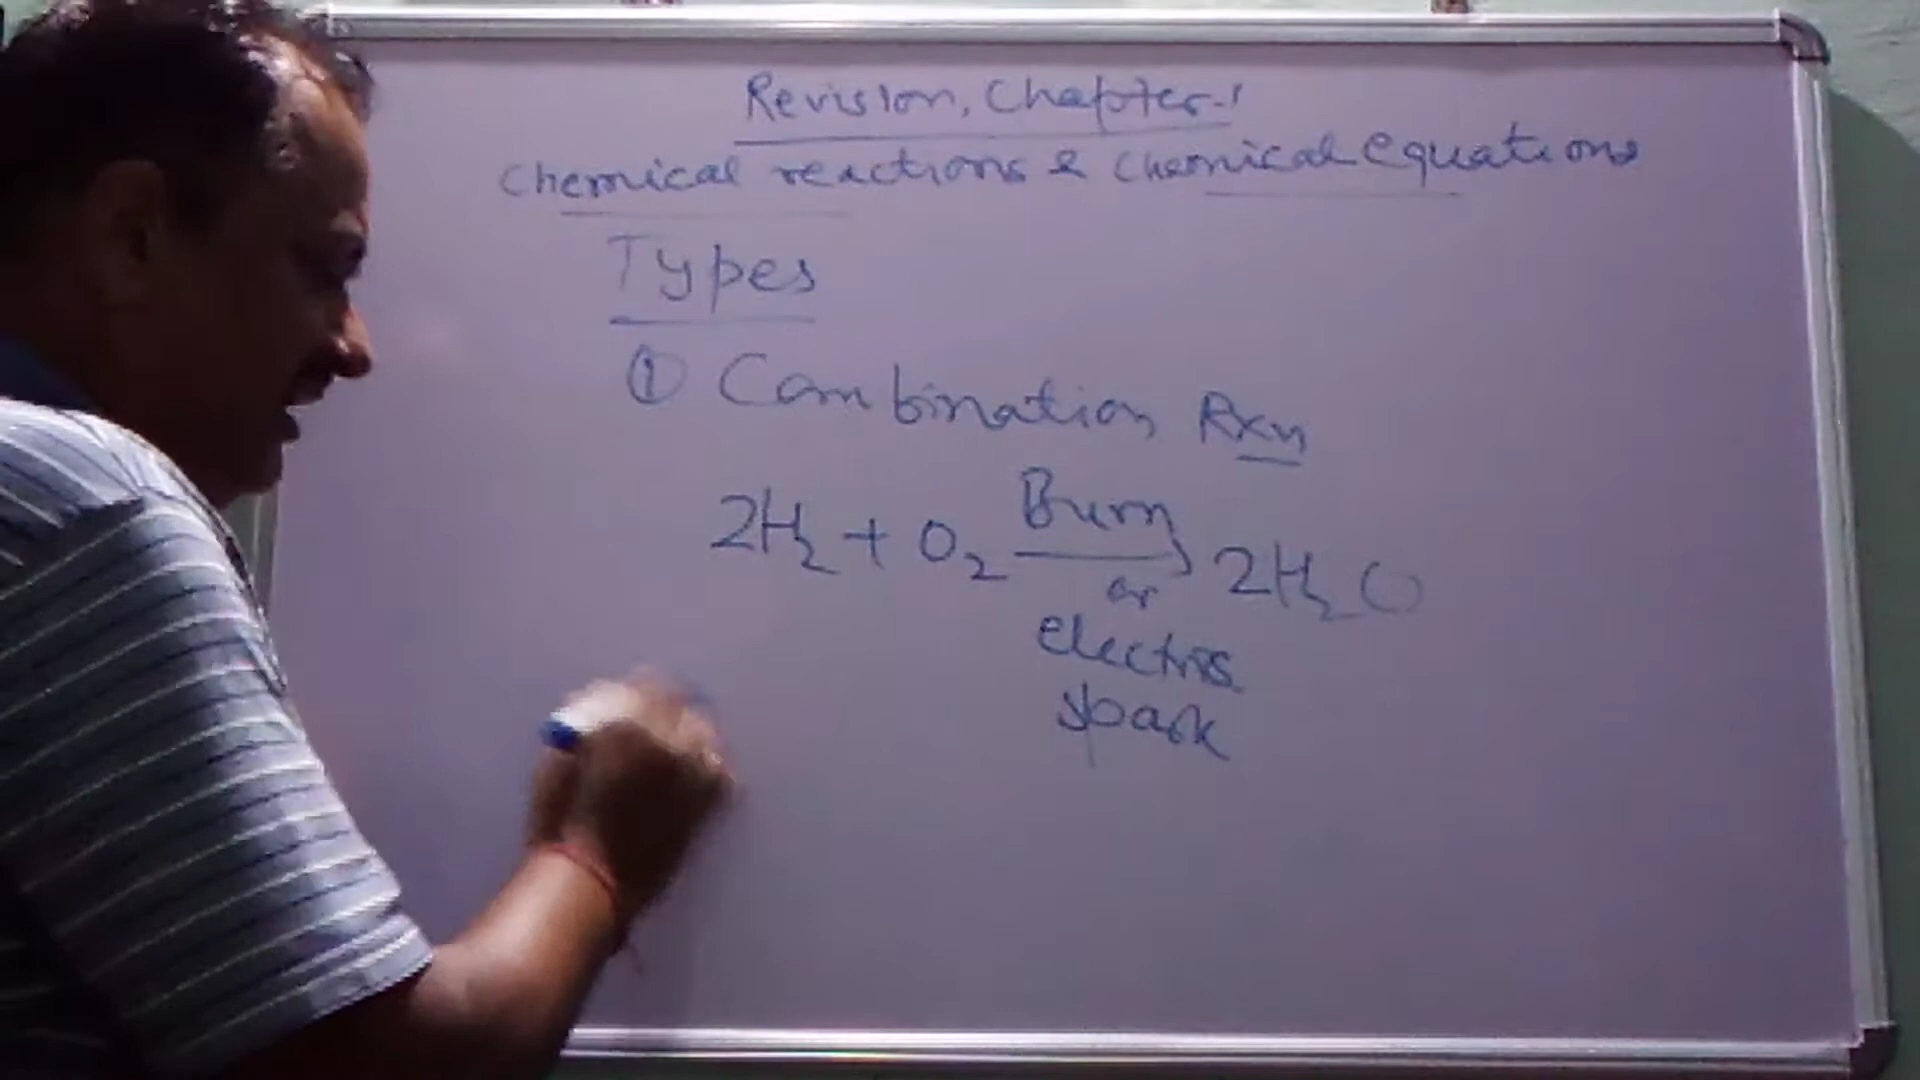 Revision, Chapter-1
Chemical reactions & Chemical equations
Types
① Combination Rxn
2H₂ + O₂ Burn → 2H₂O
or
electric
spark